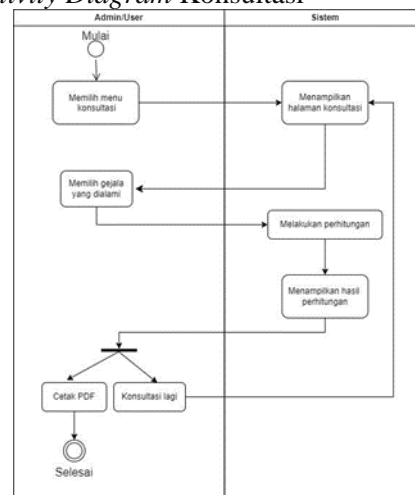 ivity Diagram Konsultasi
Admin/User
Sistem
Mulai
Memilih menu
konsultasi
Menampilkan
halaman konsultasi
Memilih gejala
yang dialami
Melakukan perhitungan
Menampilkan hasil
perhitungan
Cetak PDF
Konsultasi lagi
Selesai